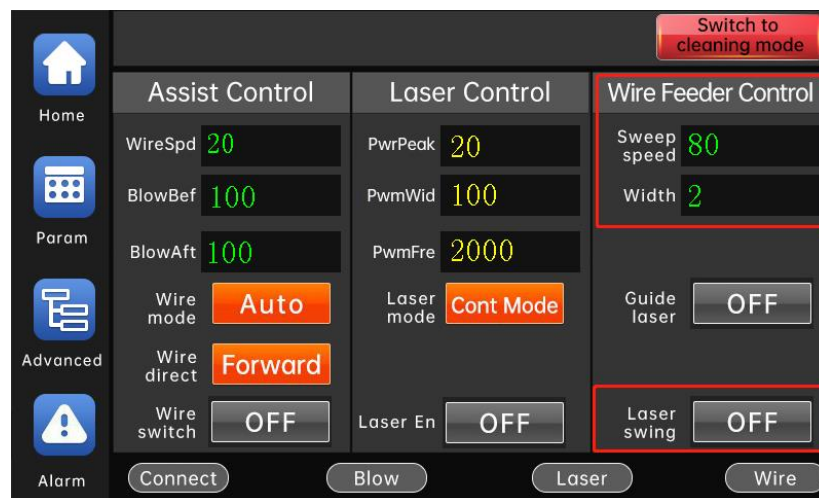 Switch to
cleaning mode
Home
Param
Advanced
Alarm
Assist Control
WireSpd 20
BlowBef 100
BlowAft 100
Wire
mode
Auto
Wire
direct
Forward
Wire
switch
OFF
Laser Control
PwrPeak 20
PwmWid 100
PwmFre 2000
Laser
mode
Cont Mode
Laser En OFF
Wire Feeder Control
Sweep
speed
80
Width 2
Guide
laser
OFF
Laser
swing
OFF
Connect
Blow
Laser
Wire